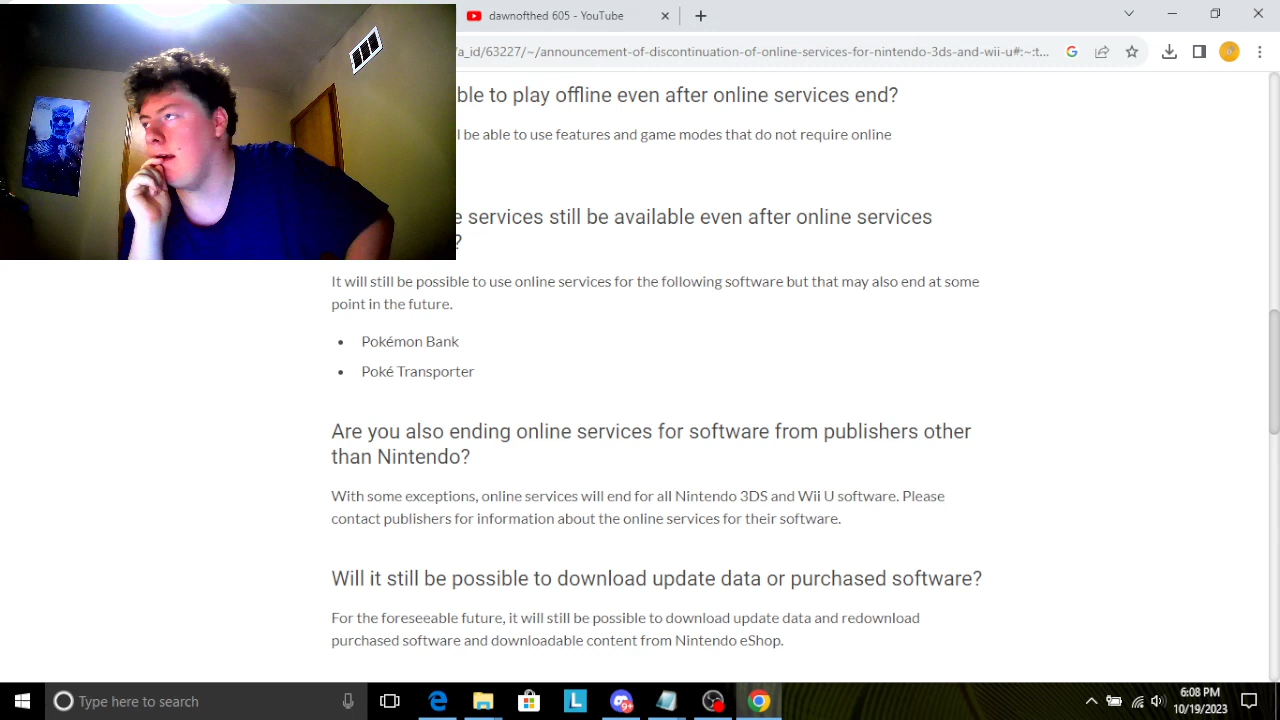 dawnofthed 605 - YouTube
/a_id/63227/~/announcement-of-discontinuation-of-online-services-for-nintendo-3ds-and-wii-u#:~:t...
ble to play offline even after online services end?
l be able to use features and game modes that do not require online
e services still be available even after online services
?
It will still be possible to use online services for the following software but that may also end at some
point in the future.
• Pokémon Bank
• Poké Transporter
Are you also ending online services for software from publishers other
than Nintendo?
With some exceptions, online services will end for all Nintendo 3DS and Wii U software. Please
contact publishers for information about the online services for their software.
Will it still be possible to download update data or purchased software?
For the foreseeable future, it will still be possible to download update data and redownload
purchased software and downloadable content from Nintendo eShop.
Type here to search
L
9+
6:08 PM
10/19/2023